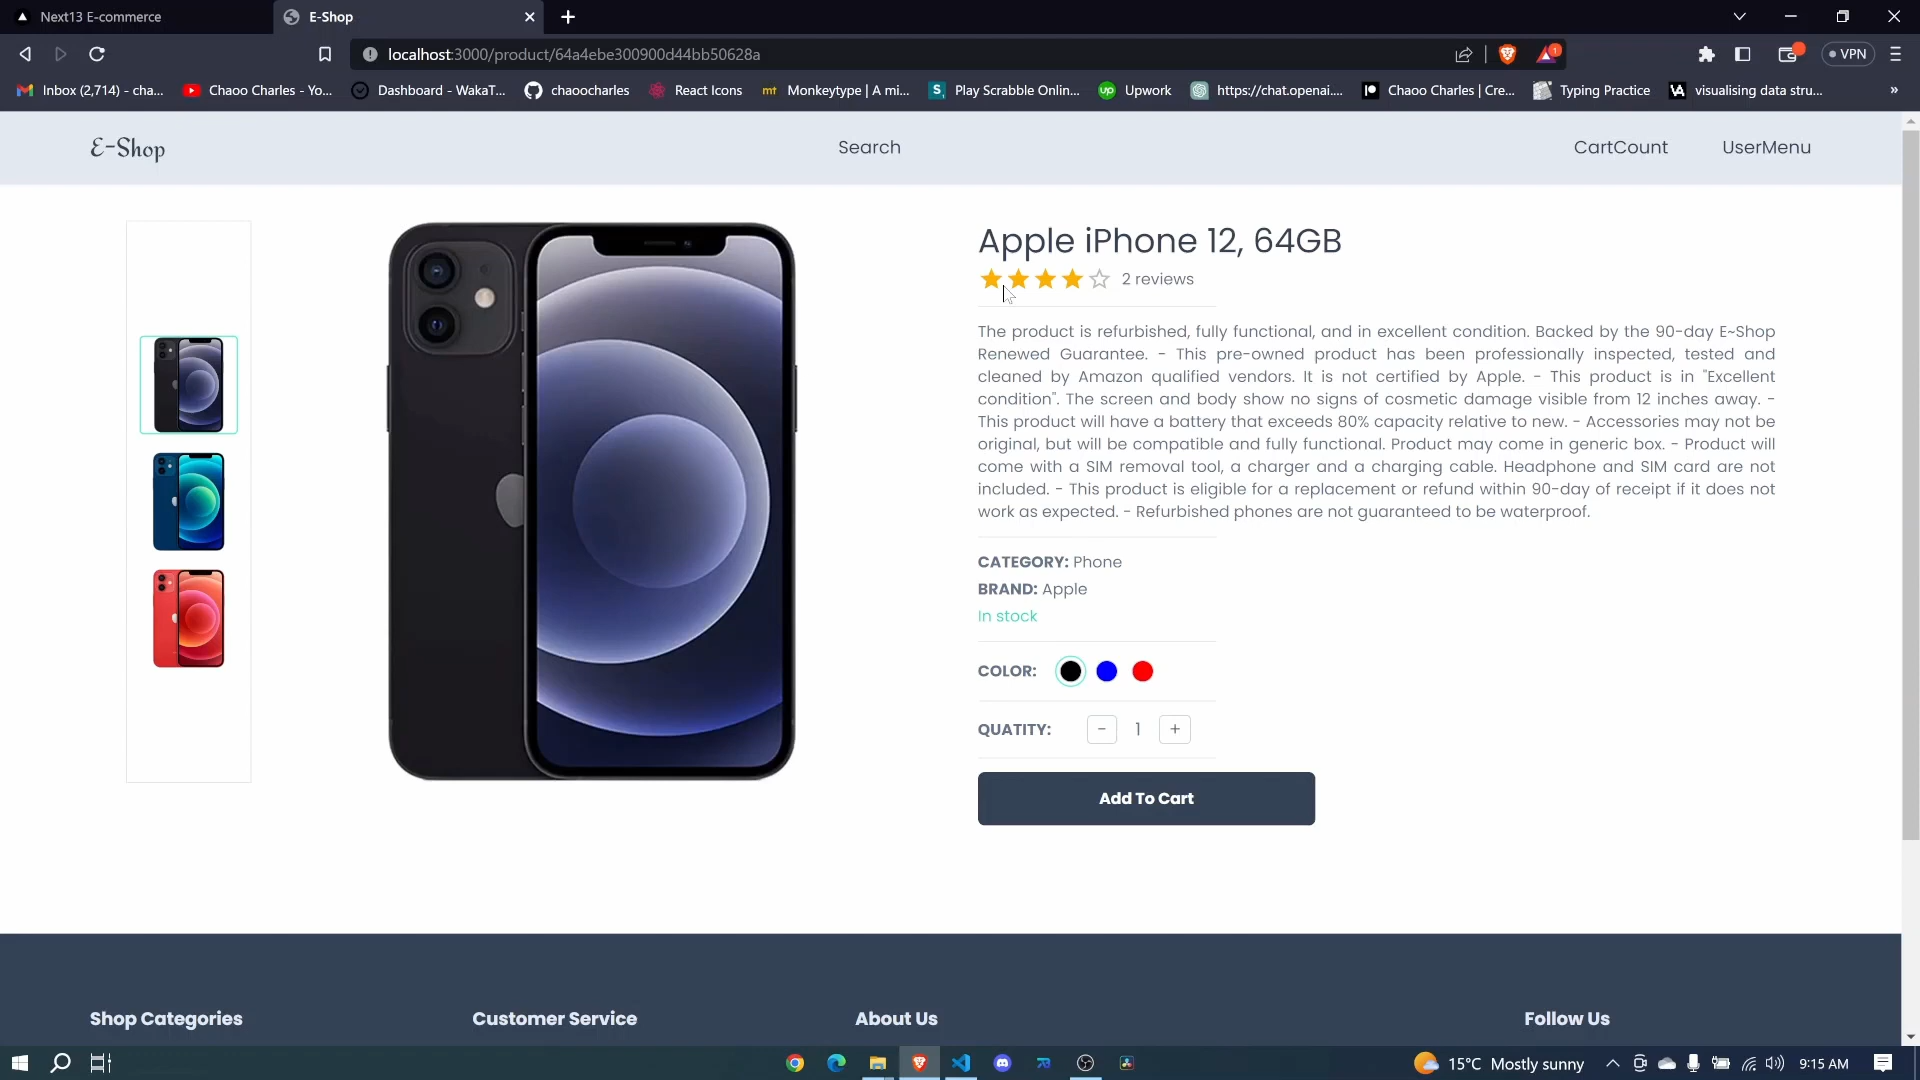 Next13 E-commerce
E-Shop
localhost:3000/product/64a4ebe300900d44bb50628a
1
VPN
Inbox (2,714) - cha...
Chaoo Charles - Yo...
Dashboard - WakaT...
chaoocharles
React Icons
mt Monkeytype | A mi...
S. Play Scrabble Onlin...
up Upwork
https://chat.openai....
Chaoo Charles | Cre...
Typing Practice
VA visualising data stru...
»
E-Shop
Search
CartCount
UserMenu
Apple iPhone 12, 64GB
2 reviews
The product is refurbished, fully functional, and in excellent condition. Backed by the 90-day E~Shop
Renewed Guarantee. - This pre-owned product has been professionally inspected, tested and
cleaned by Amazon qualified vendors. It is not certified by Apple. - This product is in "Excellent
condition". The screen and body show no signs of cosmetic damage visible from 12 inches away. -
This product will have a battery that exceeds 80% capacity relative to new. - Accessories may not be
original, but will be compatible and fully functional. Product may come in generic box. - Product will
come with a SIM removal tool, a charger and a charging cable. Headphone and SIM card are not
included. - This product is eligible for a replacement or refund within 90-day of receipt if it does not
work as expected. - Refurbished phones are not guaranteed to be waterproof.
CATEGORY: Phone
BRAND: Apple
In stock
COLOR:
QUATITY: - 1 +
Add To Cart
Shop Categories
Customer Service
About Us
Follow Us
15°C Mostly sunny
9:15 AM